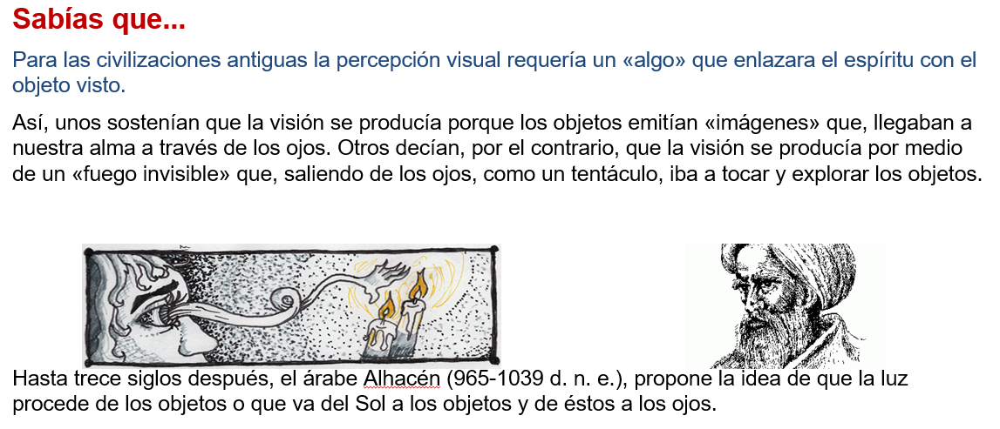 Sabías que...
Para las civilizaciones antiguas la percepción visual requería un «algo» que enlazara el espíritu con el
objeto visto.
Así, unos sostenían que la visión se producía porque los objetos emitían «imágenes» que, llegaban a
nuestra alma a través de los ojos. Otros decían, por el contrario, que la visión se producía por medio
de un «fuego invisible» que, saliendo de los ojos, como un tentáculo, iba a tocar y explorar los objetos.
Hasta trece siglos después, el árabe Alhacén (965-1039 d. n. e.), propone la idea de que la luz
procede de los objetos o que va del Sol a los objetos y de éstos a los ojos.